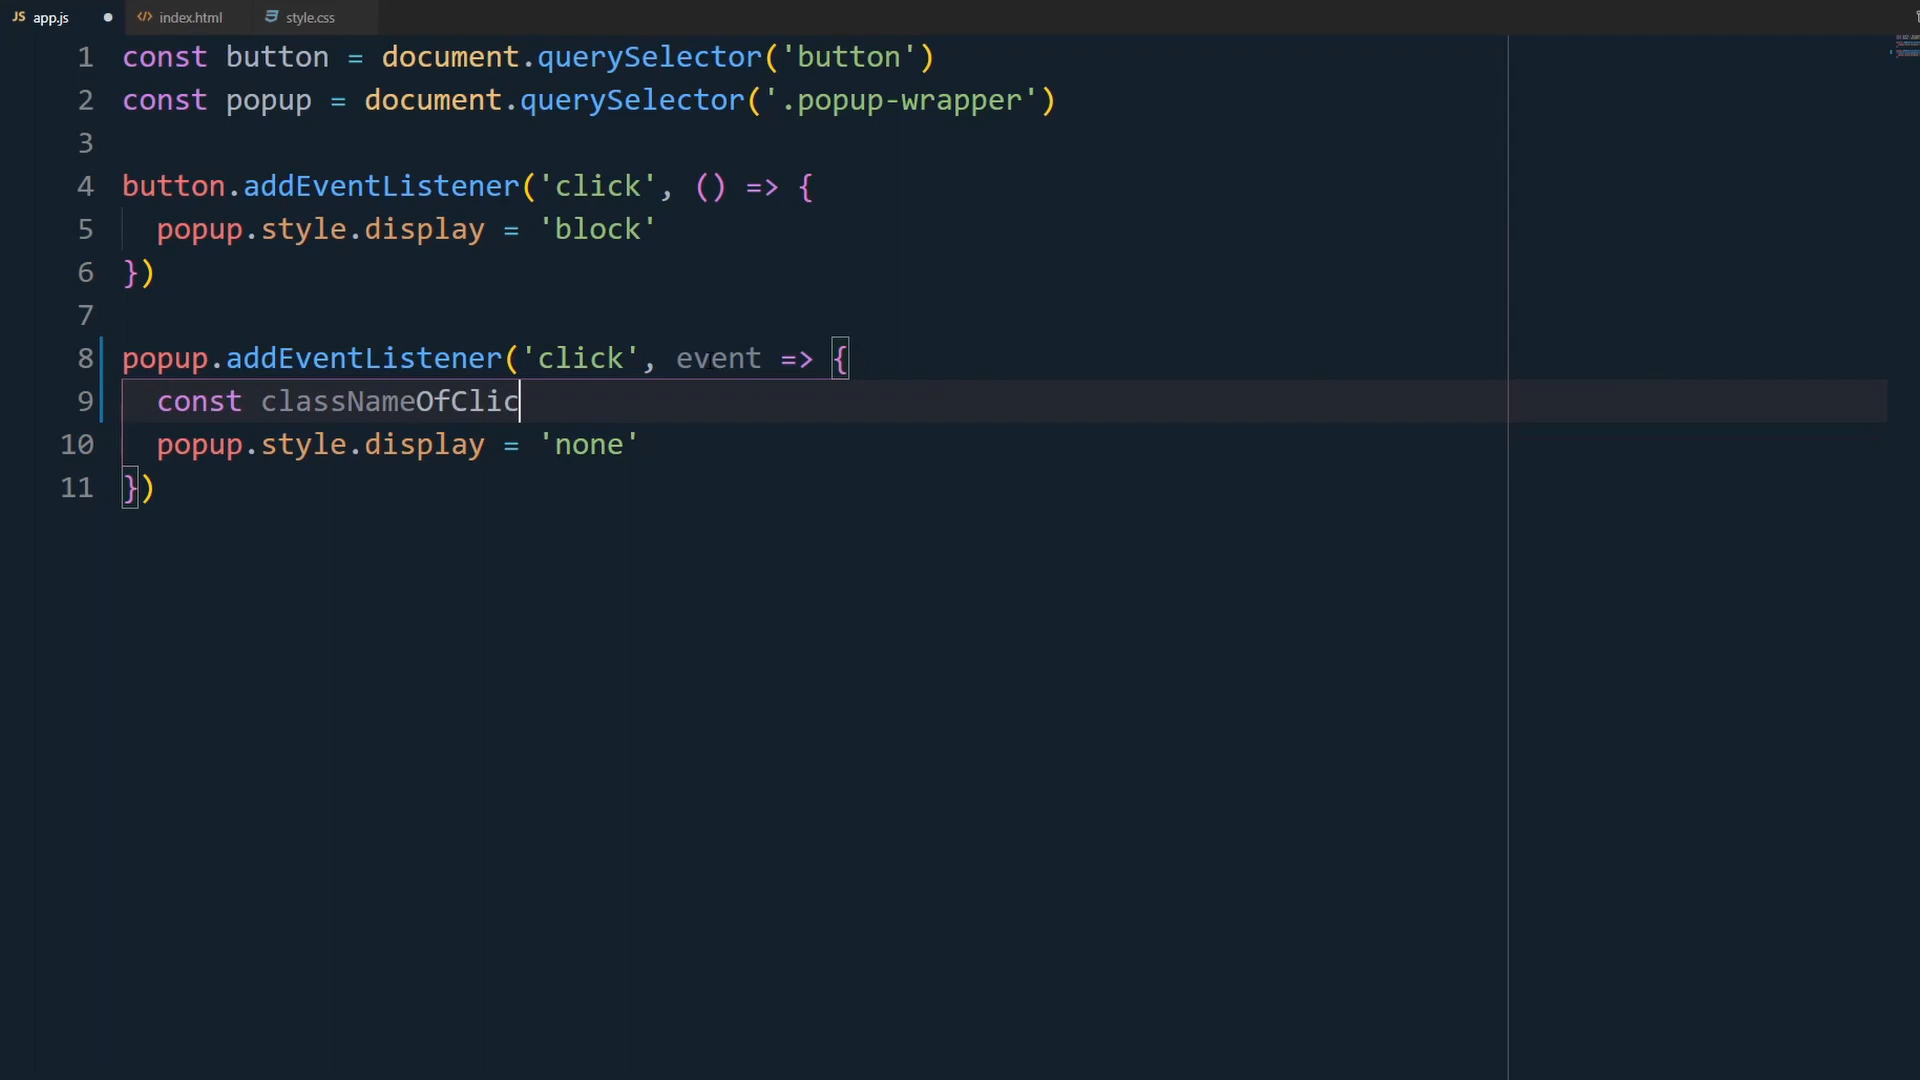 JS app.js ● <> index.html style.css
1 const button = document.querySelector('button')
2 const popup = document.querySelector('.popup-wrapper')
3
4 button.addEventListener('click', () => {
5 popup.style.display = 'block'
6 })
7
8 popup.addEventListener('click', event => {
9 const classNameOfClic
10 popup.style.display = 'none'
11 })